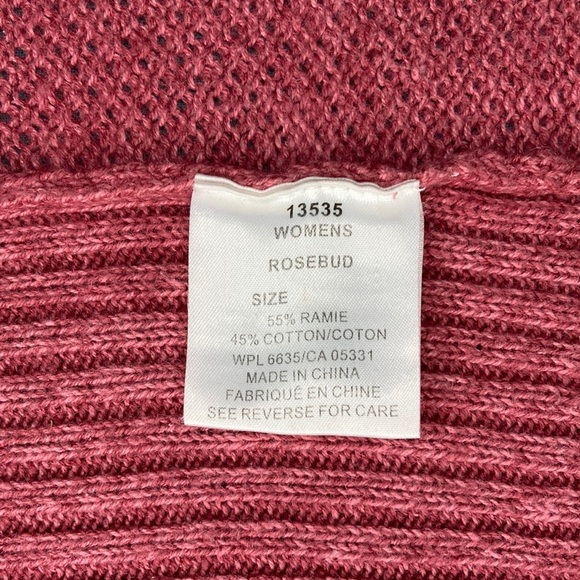 13535
WOMENS
ROSEBUD
SIZE
55% RAMIE
45% COTTON/COTON
WPL 6635/CA 05331
MADE IN CHINA
FABRIQUÉ EN CHINE
SEE REVERSE FOR CARE